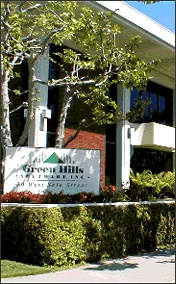 Green Hills
SOFTWARE INC.
30 West Sola Street